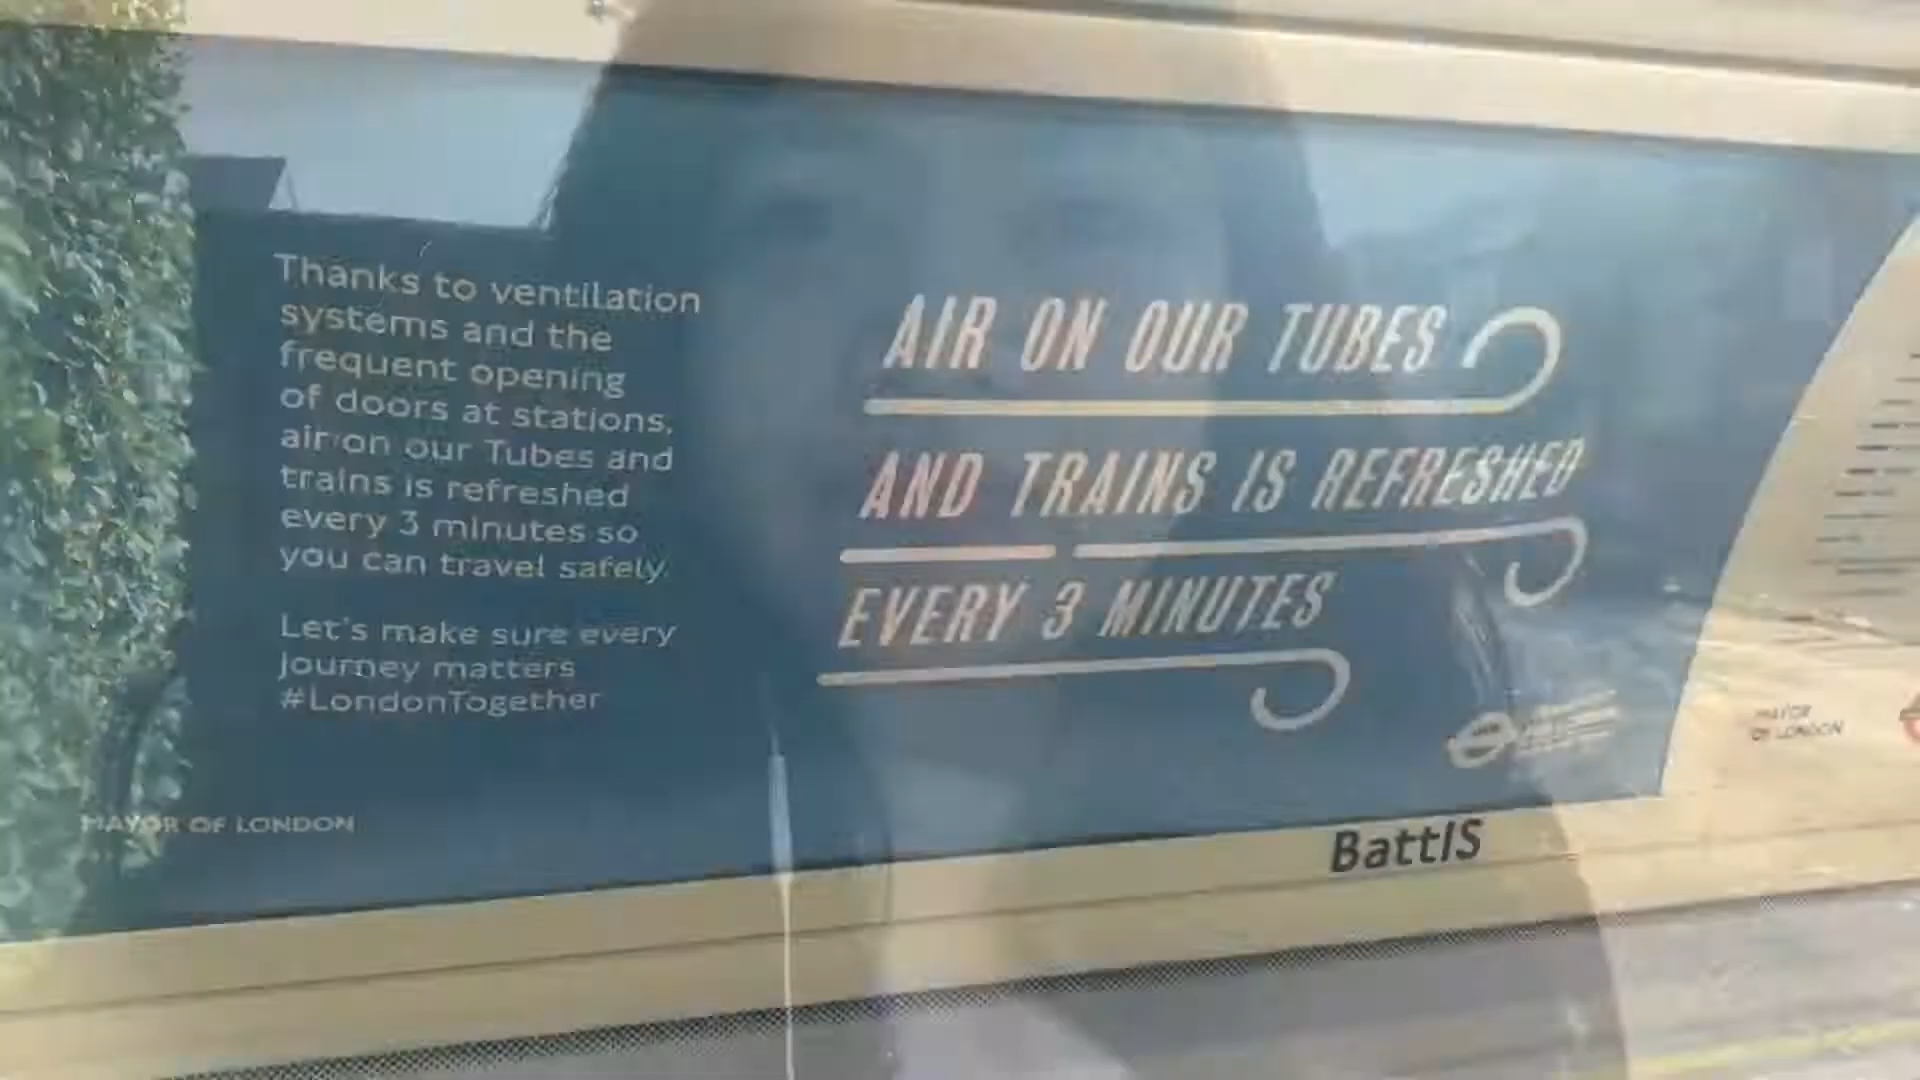 Thanks to ventilation
systems and the
frequent opening
of doors at stations,
air on our Tubes and
trains is refreshed
every 3 minutes so
you can travel safely.
Let's make sure every
journey matters
#LondonTogether
MAYOR OF LONDON
AIR ON OUR TUBES
AND TRAINS IS REFRESHED
EVERY 3 MINUTES
MAYOR
OF LONDON
BattIS